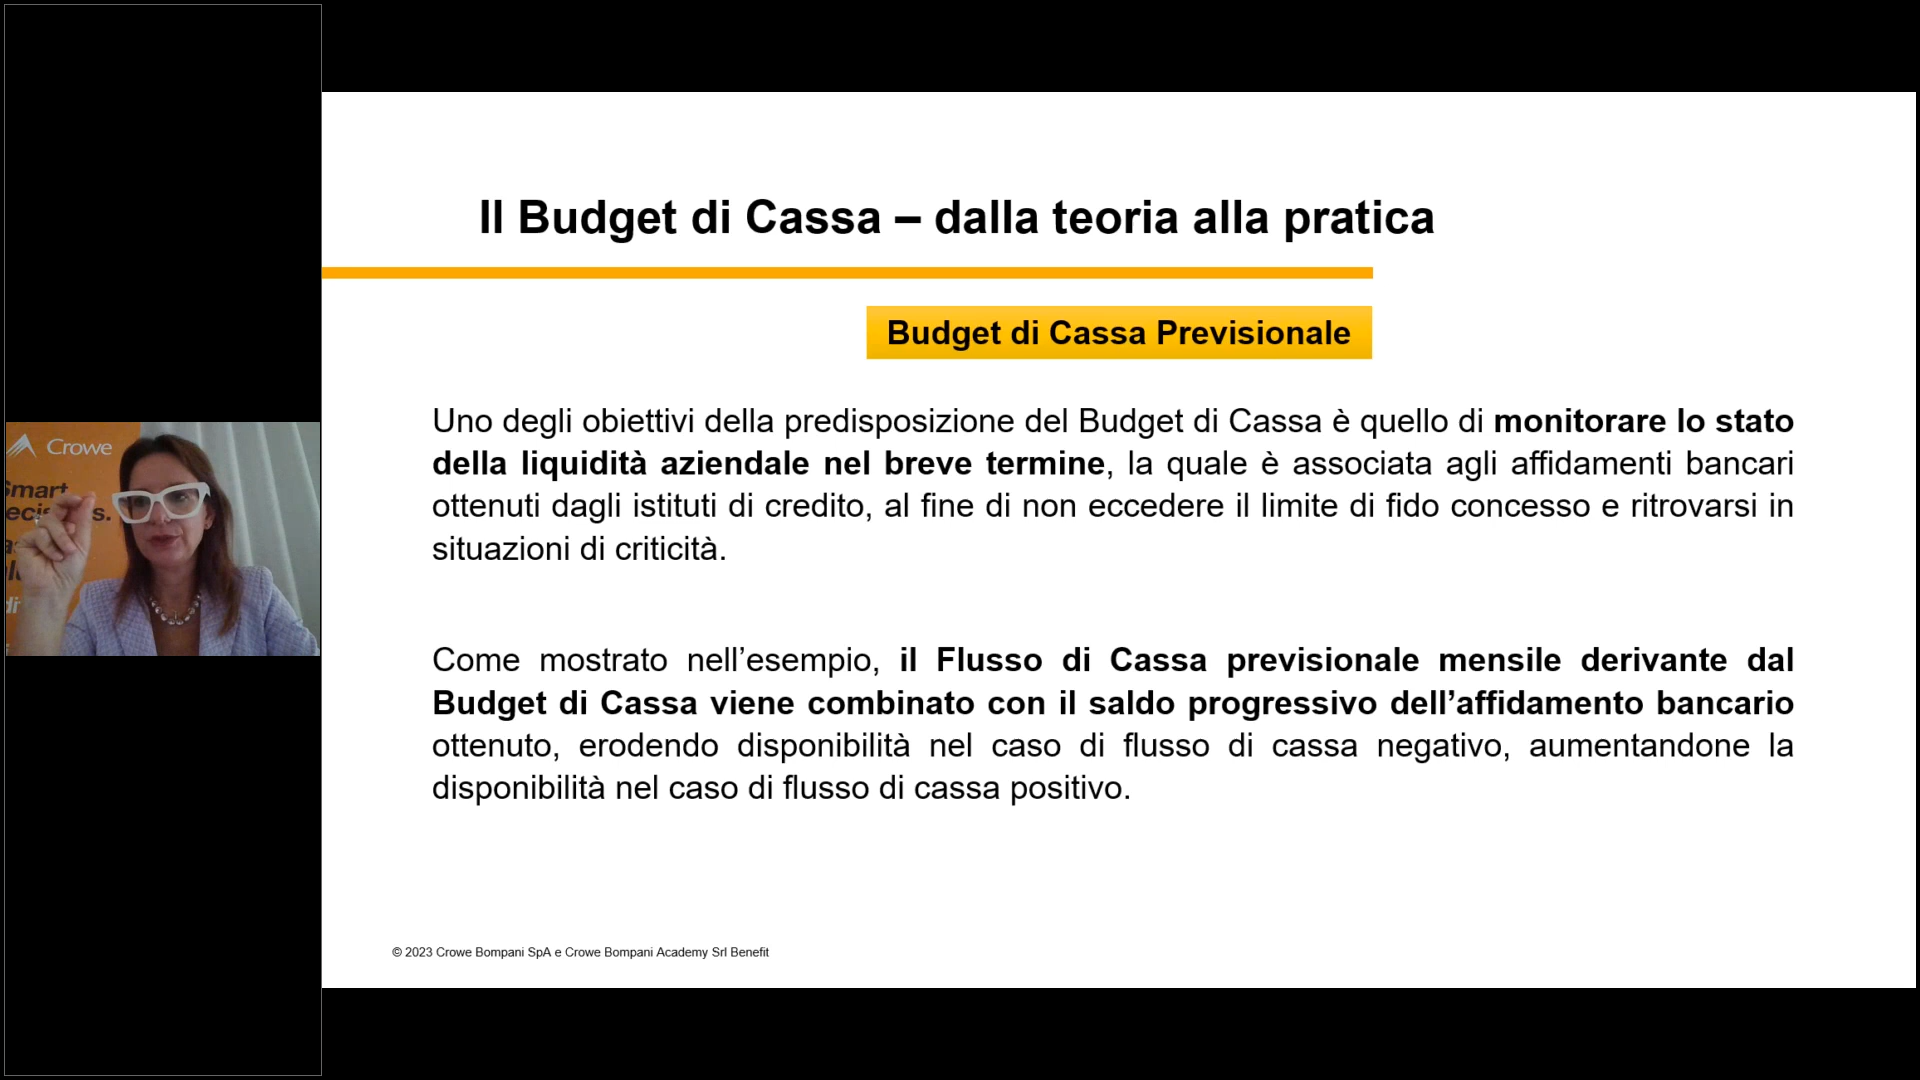 Il Budget di Cassa – dalla teoria alla pratica
Budget di Cassa Previsionale
Uno degli obiettivi della predisposizione del Budget di Cassa è quello di monitorare lo stato
della liquidità aziendale nel breve termine, la quale è associata agli affidamenti bancari
ottenuti dagli istituti di credito, al fine di non eccedere il limite di fido concesso e ritrovarsi in
situazioni di criticità.
Come mostrato nell’esempio, il Flusso di Cassa previsionale mensile derivante dal
Budget di Cassa viene combinato con il saldo progressivo dell’affidamento bancario
ottenuto, erodendo disponibilità nel caso di flusso di cassa negativo, aumentandone la
disponibilità nel caso di flusso di cassa positivo.
© 2023 Crowe Bompani SpA e Crowe Bompani Academy Srl Benefit
Crowe
Smart